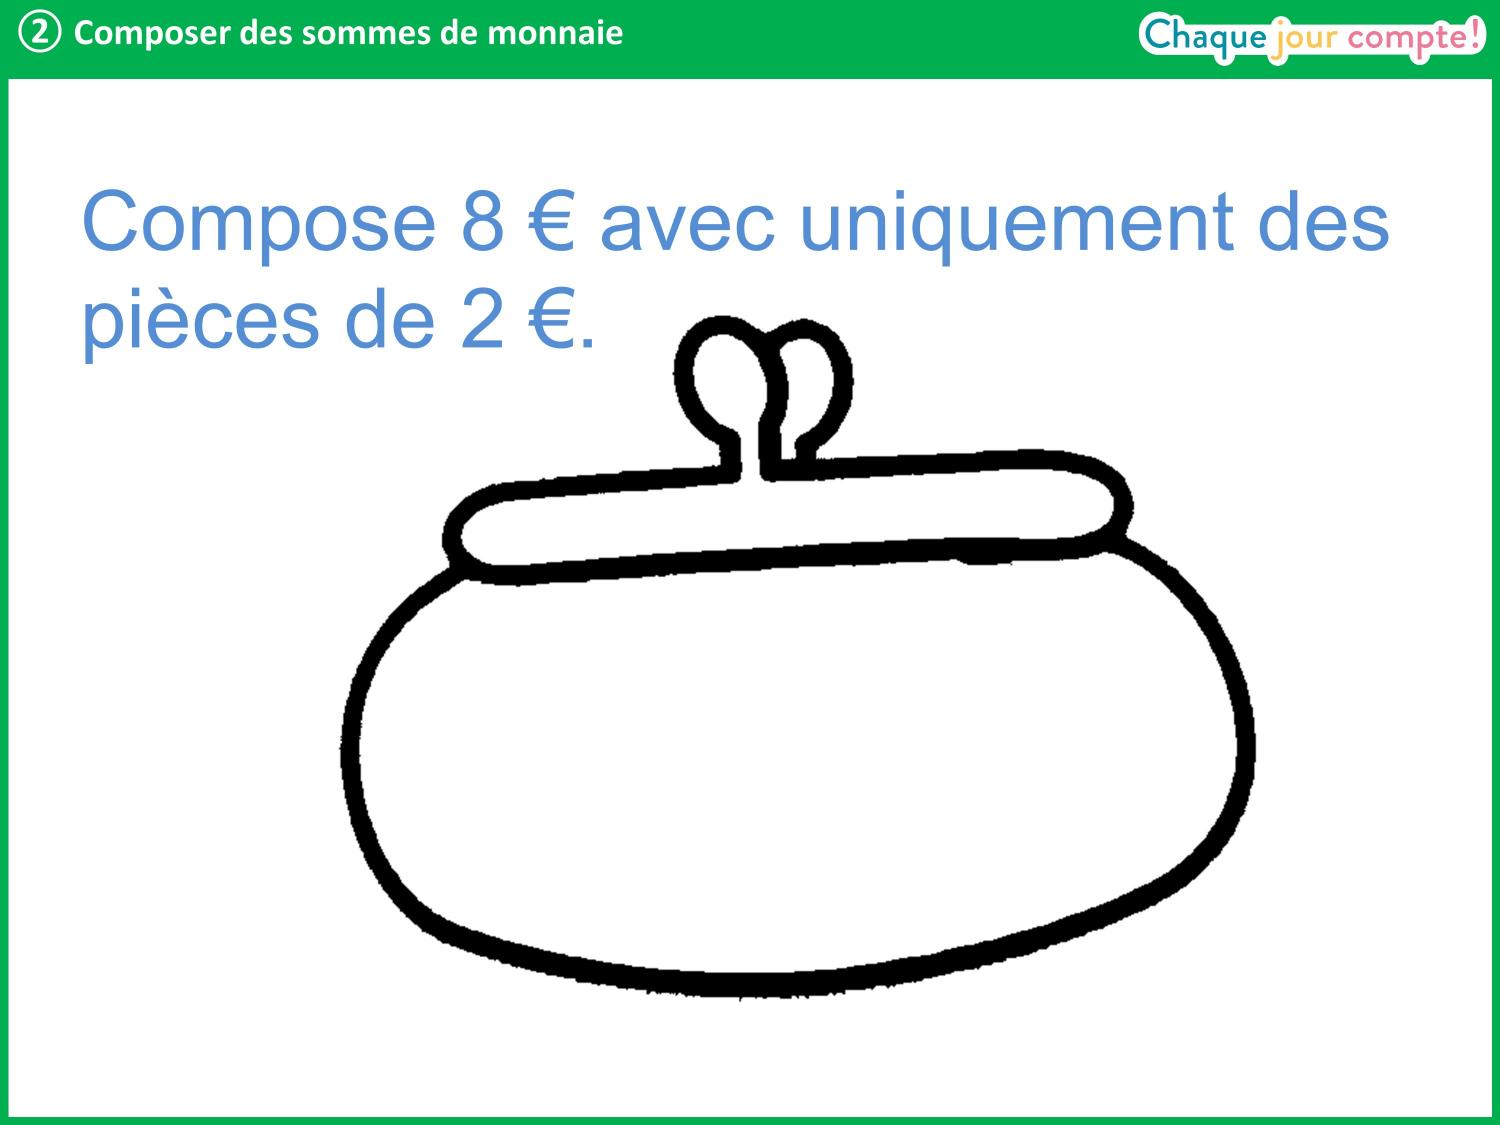 ② Composer des sommes de monnaie
Chaque jour compte!
Compose 8 € avec uniquement des
pièces de 2 €.